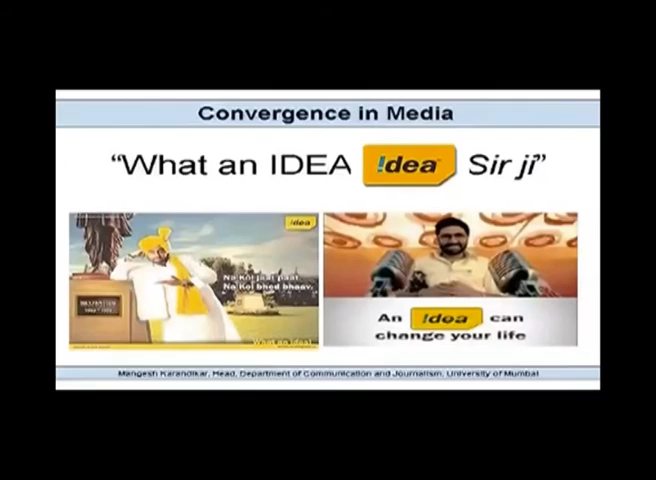 Convergence in Media
“What an IDEA !dea Sir ji”
!dea
Na Koi jaat paat.
Na Koi bhed bhaav.
What an idea!
An !dea can
change your life
Mangesh Karandikar, Head, Department of Communication and Journalism, University of Mumbai